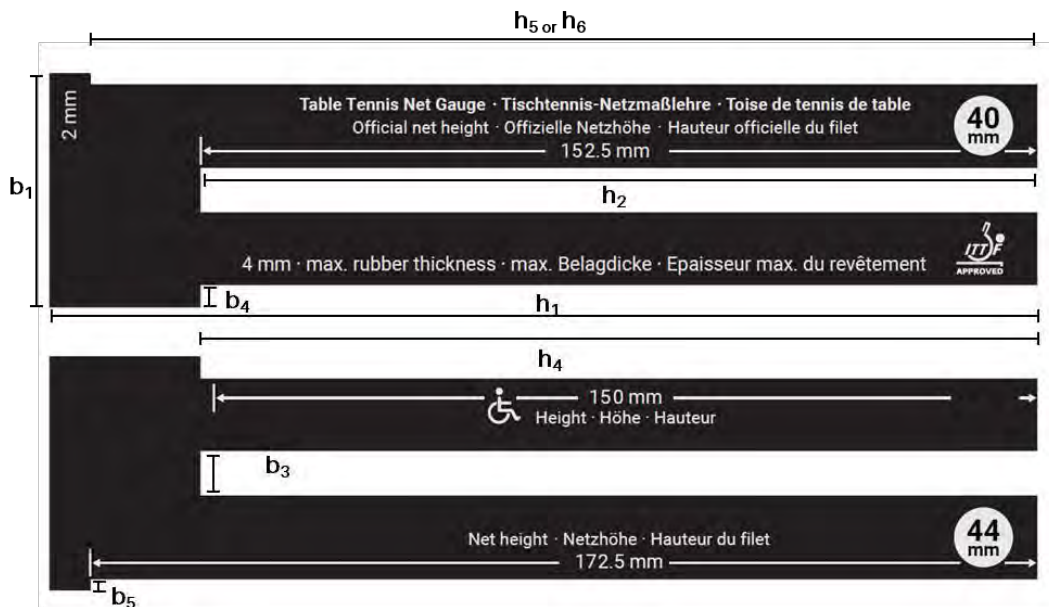 h5 or h6
2 mm
Table Tennis Net Gauge · Tischtennis-Netzmaßlehre · Toise de tennis de table
Official net height · Offizielle Netzhöhe · Hauteur officielle du filet
152.5 mm
40
mm
b1
h2
4 mm · max. rubber thickness · max. Belagdicke · Epaisseur max. du revêtement
ITTF
APPROVED
b4
h1
h4
150 mm
Height · Höhe · Hauteur
b3
Net height · Netzhöhe · Hauteur du filet
172.5 mm
44
mm
b5